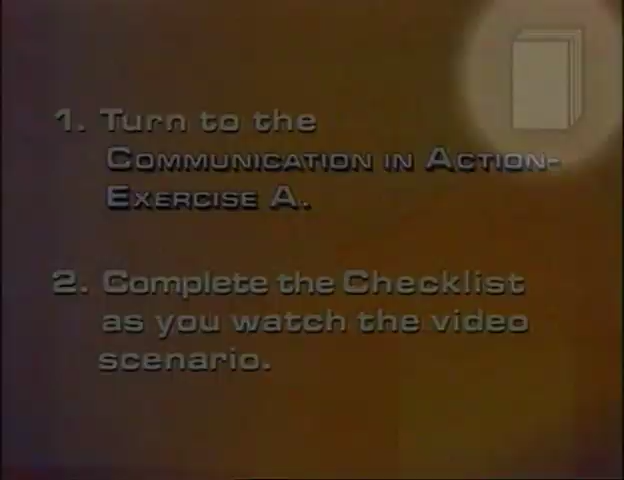 1. Turn to the
COMMUNICATION IN ACTION-
EXERCISE A.
2. Complete the Checklist
as you watch the video
scenario.